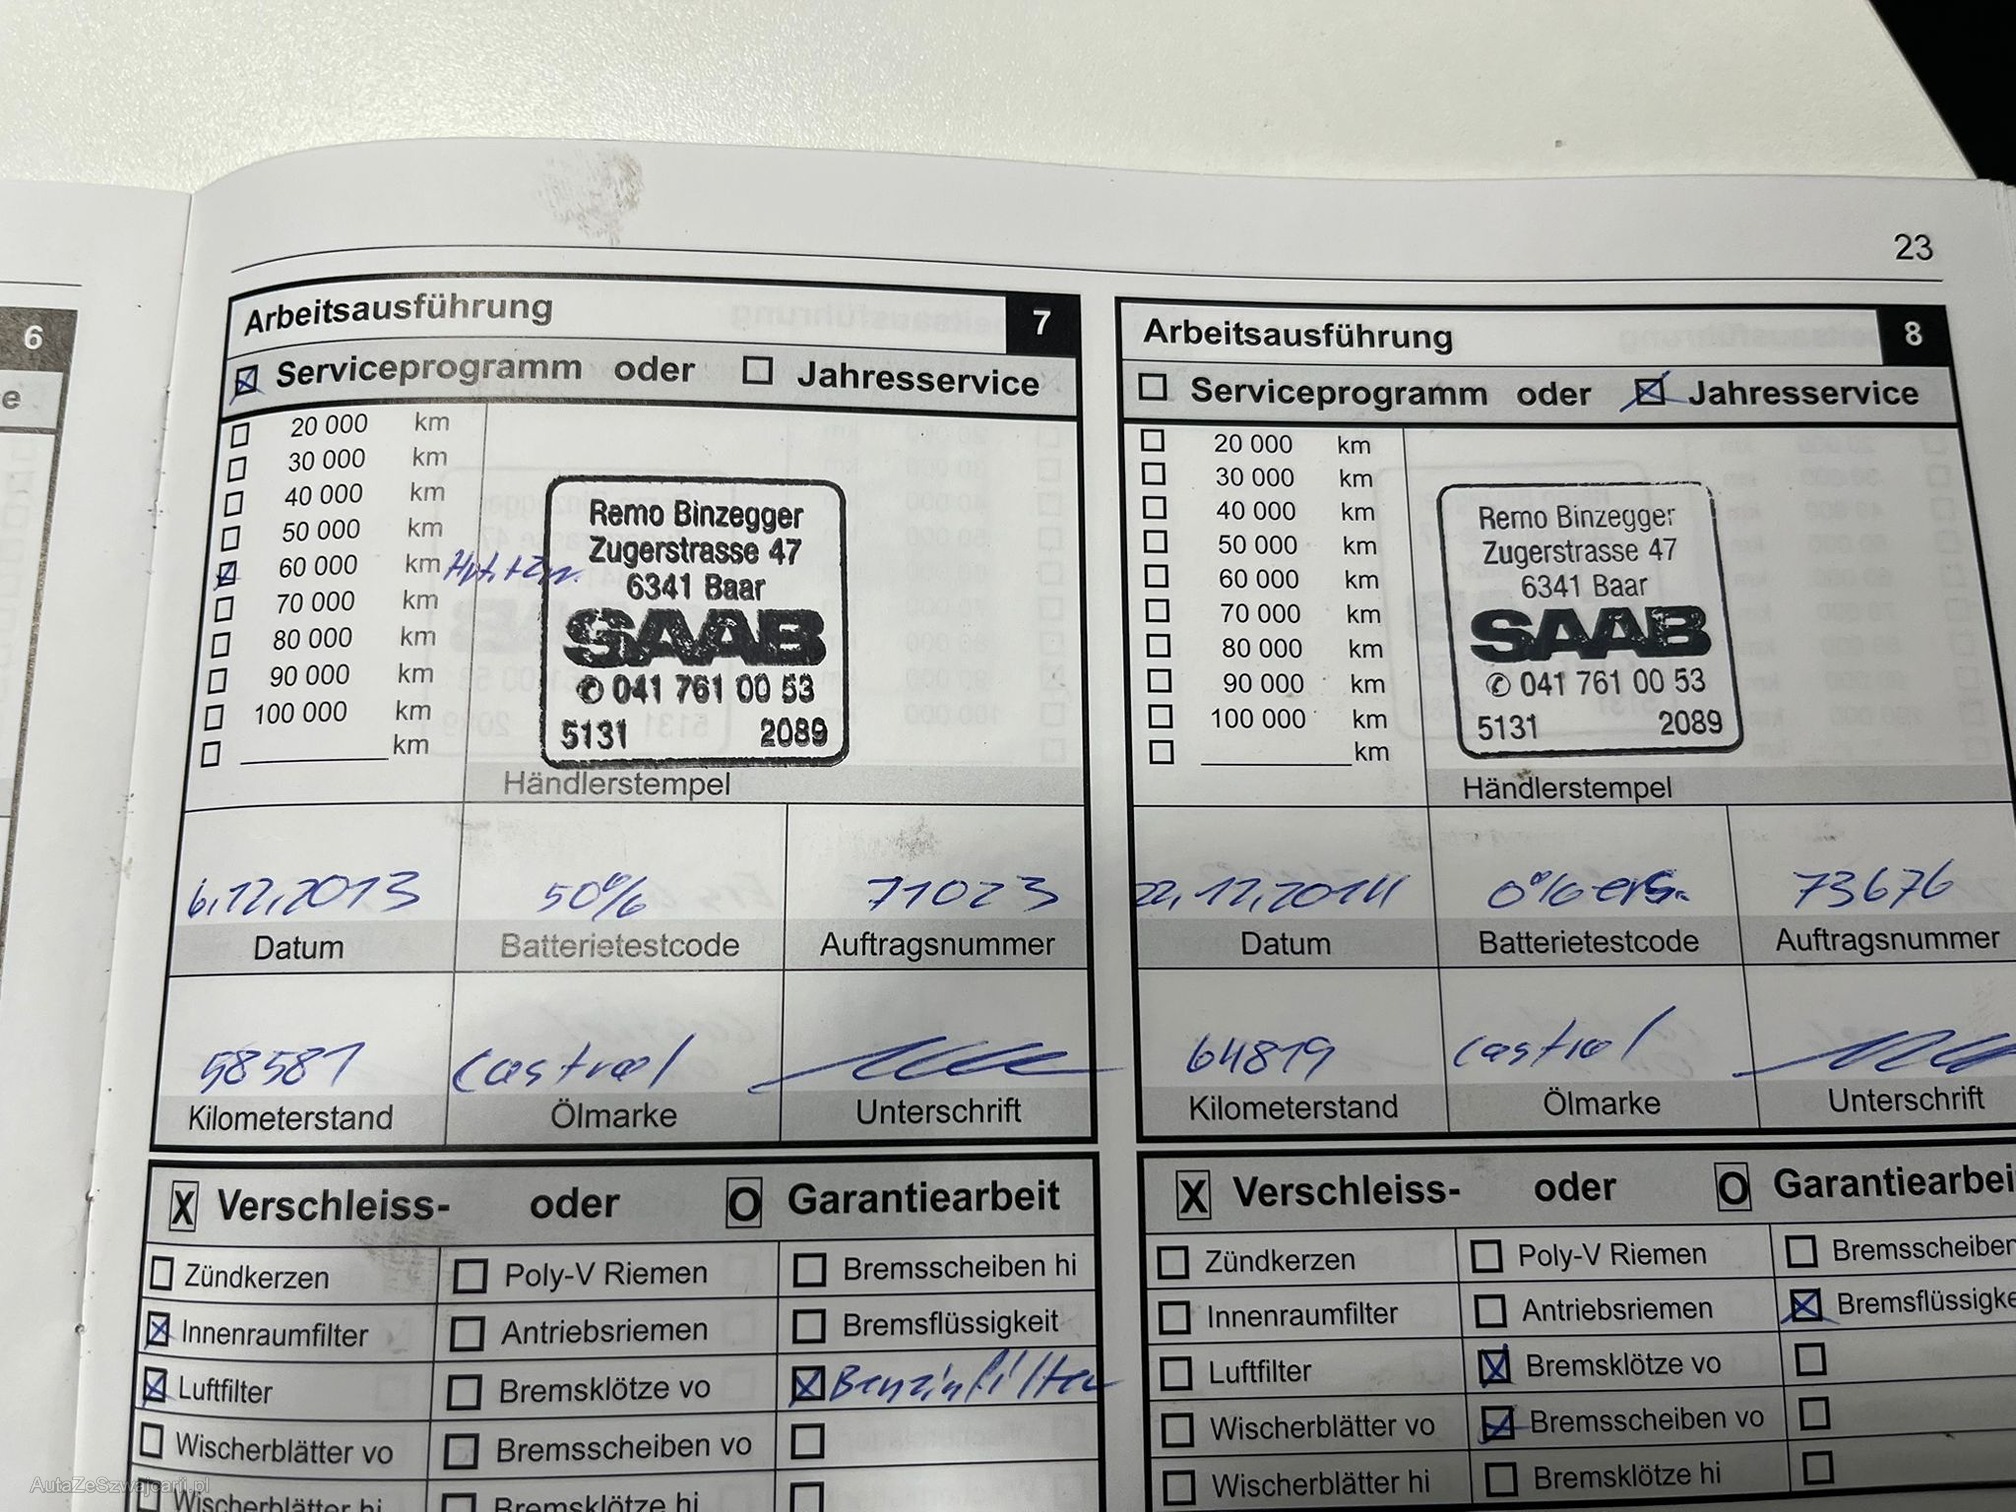 23
6
e
Arbeitsausführung 7
Serviceprogramm oder Jahresservice
20 000 km
30 000 km
40 000 km
50 000 km
60 000 km
70 000 km
80 000 km
90 000 km
100 000 km
km
Remo Binzegger
Zugerstrasse 47
6341 Baar
SAAB
✆ 041 761 00 53
5131 2089
Händlerstempel
6.12.2013 50% 71023
Datum Batterietestcode Auftragsnummer
58581 Castrol
Kilometerstand Ölmarke Unterschrift
X Verschleiss- oder O Garantiearbeit
Zündkerzen Poly-V Riemen Bremsscheiben hi
Innenraumfilter Antriebsriemen Bremsflüssigkeit
Luftfilter Bremsklötze vo Benzinfilter
Wischerblätter vo Bremsscheiben vo
Wischerblätter hi Bremsklötze hi
Arbeitsausführung 8
Serviceprogramm oder Jahresservice
20 000 km
30 000 km
40 000 km
50 000 km
60 000 km
70 000 km
80 000 km
90 000 km
100 000 km
km
Remo Binzegger
Zugerstrasse 47
6341 Baar
SAAB
✆ 041 761 00 53
5131 2089
Händlerstempel
22.12.2014 0% ers. 73676
Datum Batterietestcode Auftragsnummer
64819 Castrol
Kilometerstand Ölmarke Unterschrift
X Verschleiss- oder O Garantiearbei
Zündkerzen Poly-V Riemen Bremsscheiben
Innenraumfilter Antriebsriemen Bremsflüssigke
Luftfilter Bremsklötze vo
Wischerblätter vo Bremsscheiben vo
Wischerblätter hi Bremsklötze hi
AutaZeSzwajcarii.pl